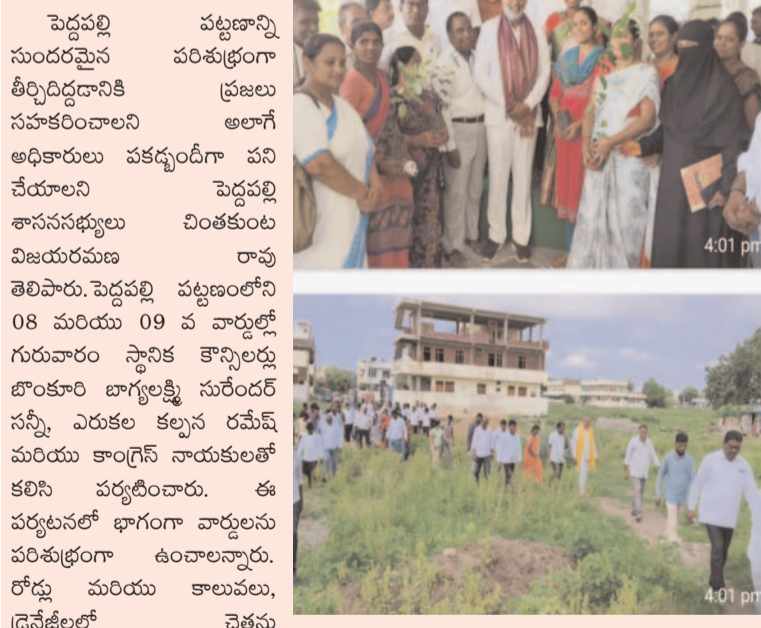 పెద్దపల్లి పట్టణాన్ని
సుందరమైన పరిశుభ్రంగా
తీర్చిదిద్దడానికి ప్రజలు
సహకరించాలని అలాగే
అధికారులు పకడ్బందీగా పని
చేయాలని పెద్దపల్లి
శాసనసభ్యులు చింతకుంట
విజయరమణ రావు
తెలిపారు.పెద్దపల్లి పట్టణంలోని
08 మరియు 09 వ వార్డుల్లో
గురువారం స్థానిక కౌన్సిలర్లు
బొంకూరి బాగ్యలక్ష్మి సురేందర్
సన్నీ, ఎరుకల కల్పన రమేష్
మరియు కాంగ్రెస్ నాయకులతో
కలిసి పర్యటించారు. ఈ
పర్యటనలో భాగంగా వార్డులను
పరిశుభ్రంగా ఉంచాలన్నారు.
రోడ్లు మరియు కాలువలు,
డ్రైనేజీలలో చెత్తను
4:01 pm
4:01 pm